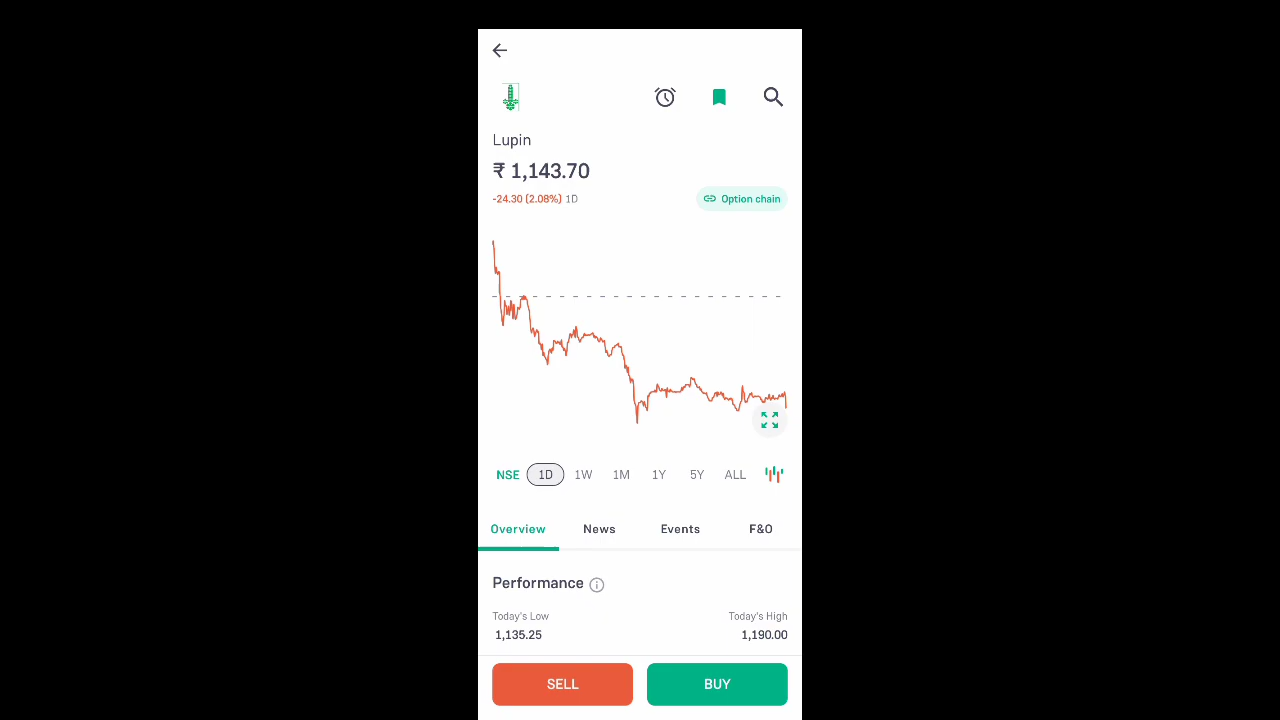 Lupin
₹ 1,143.70
-24.30 (2.08%) 1D
Option chain
NSE 1D 1W 1M 1Y 5Y ALL
Overview News Events F&O
Performance
Today's Low Today's High
1,135.25 1,190.00
SELL BUY